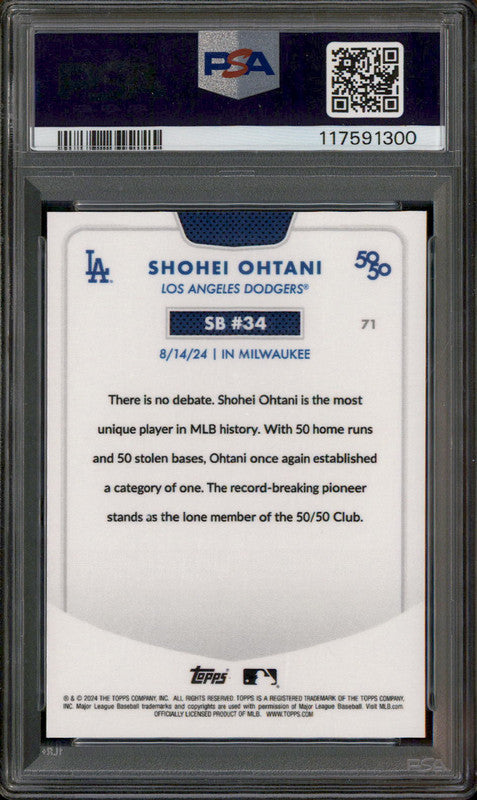 PSA
117591300
LA
SHOHEI OHTANI
50/50
LOS ANGELES DODGERS®
SB #34
71
8/14/24 | IN MILWAUKEE
There is no debate. Shohei Ohtani is the most
unique player in MLB history. With 50 home runs
and 50 stolen bases, Ohtani once again established
a category of one. The record-breaking pioneer
stands as the lone member of the 50/50 Club.
Topps
® & © 2024 THE TOPPS COMPANY, INC. ALL RIGHTS RESERVED. TOPPS IS A REGISTERED TRADEMARK OF THE TOPPS COMPANY,
INC. Major League Baseball trademarks and copyrights are used with permission of Major League Baseball. Visit MLB.com
OFFICIALLY LICENSED PRODUCT OF MLB. WWW.TOPPS.COM
PSA